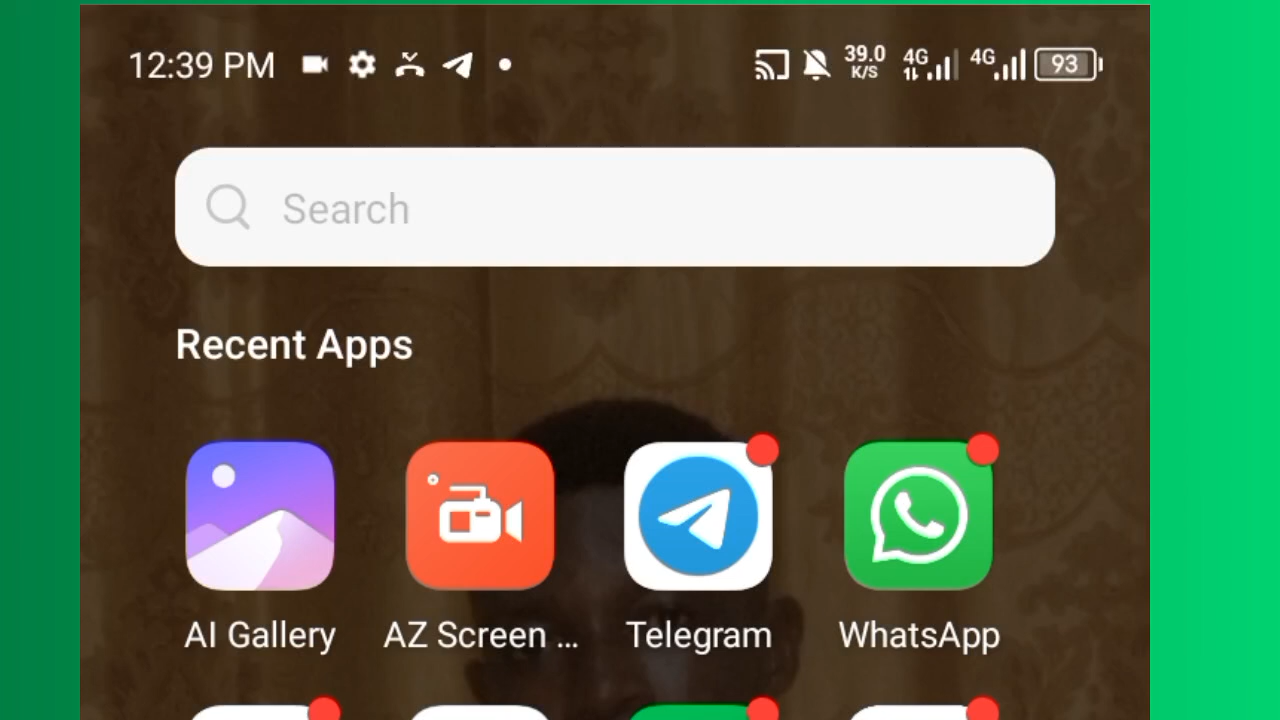 12:39 PM 39.0 K/S 4G 4G 93
Search
Recent Apps
AI Gallery AZ Screen ... Telegram WhatsApp